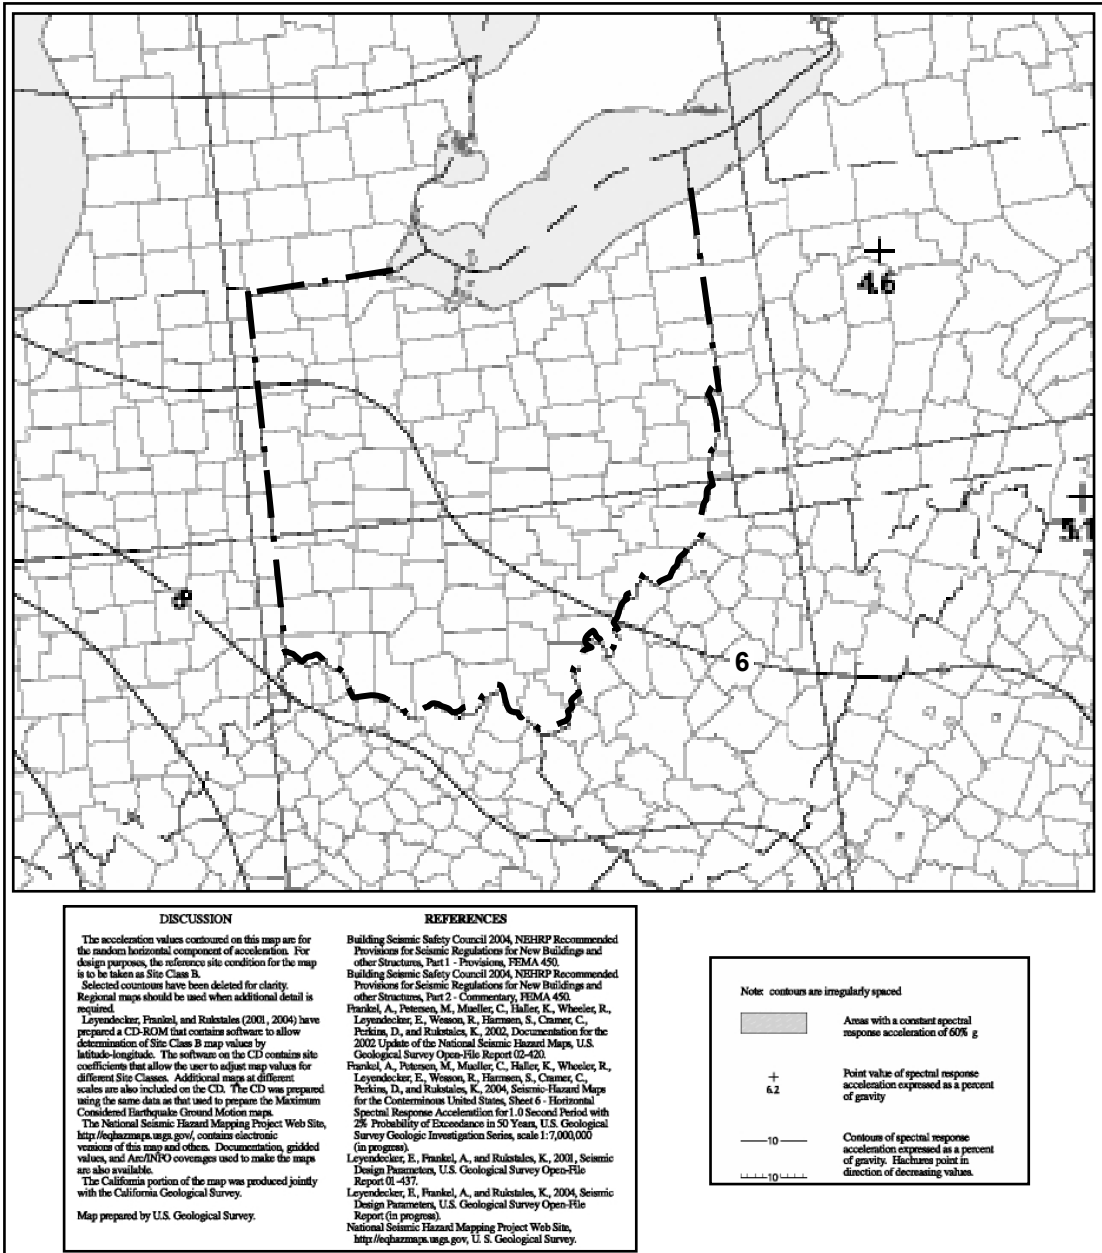 4.6
5.1
8
6
DISCUSSION
The acceleration values contoured on this map are for
the random horizontal component of acceleration. For
design purposes, the reference site condition for the map
is to be taken as Site Class B.
Selected countours have been deleted for clarity.
Regional maps should be used when additional detail is
required.
Leyendecker, Frankel, and Rukstales (2001, 2004) have
prepared a CD-ROM that contains software to allow
determination of Site Class B map values by
latitude-longitude. The software on the CD contains site
coefficients that allow the user to adjust map values for
different Site Classes. Additional maps at different
scales are also included on the CD. The CD was prepared
using the same data as that used to prepare the Maximum
Considered Earthquake Ground Motion maps.
The National Seismic Hazard Mapping Project Web Site,
http://eqhazmaps.usgs.gov/, contains electronic
versions of this map and others. Documentation, gridded
values, and Arc/INFO coverages used to make the maps
are also available.
The California portion of the map was produced jointly
with the California Geological Survey.
Map prepared by U.S. Geological Survey.
REFERENCES
Building Seismic Safety Council 2004, NEHRP Recommended
Provisions for Seismic Regulations for New Buildings and
other Structures, Part 1 - Provisions, FEMA 450.
Building Seismic Safety Council 2004, NEHRP Recommended
Provisions for Seismic Regulations for New Buildings and
other Structures, Part 2 - Commentary, FEMA 450.
Frankel, A., Petersen, M., Mueller, C., Haller, K., Wheeler, R.,
Leyendecker, E., Wesson, R., Harmsen, S., Cramer, C.,
Perkins, D., and Rukstales, K., 2002, Documentation for the
2002 Update of the National Seismic Hazard Maps, U.S.
Geological Survey Open-File Report 02-420.
Frankel, A., Petersen, M., Mueller, C., Haller, K., Wheeler, R.,
Leyendecker, E., Wesson, R., Harmsen, S., Cramer, C.,
Perkins, D., and Rukstales, K., 2004, Seismic-Hazard Maps
for the Conterminous United States, Sheet 6 - Horizontal
Spectral Response Acceleration for 1.0 Second Period with
2% Probability of Exceedance in 50 Years, U.S. Geological
Survey Geologic Investigation Series, scale 1:7,000,000
(in progress).
Leyendecker, E., Frankel, A., and Rukstales, K., 2001, Seismic
Design Parameters, U.S. Geological Survey Open-File
Report 01-437.
Leyendecker, E., Frankel, A., and Rukstales, K., 2004, Seismic
Design Parameters, U.S. Geological Survey Open-File
Report (in progress).
National Seismic Hazard Mapping Project Web Site,
http://eqhazmaps.usgs.gov, U. S. Geological Survey.
Note: contours are irregularly spaced
Areas with a constant spectral
response acceleration of 60% g
6.2
Point value of spectral response
acceleration expressed as a percent
of gravity
10
Contours of spectral response
acceleration expressed as a percent
of gravity. Hachures point in
direction of decreasing values.
10